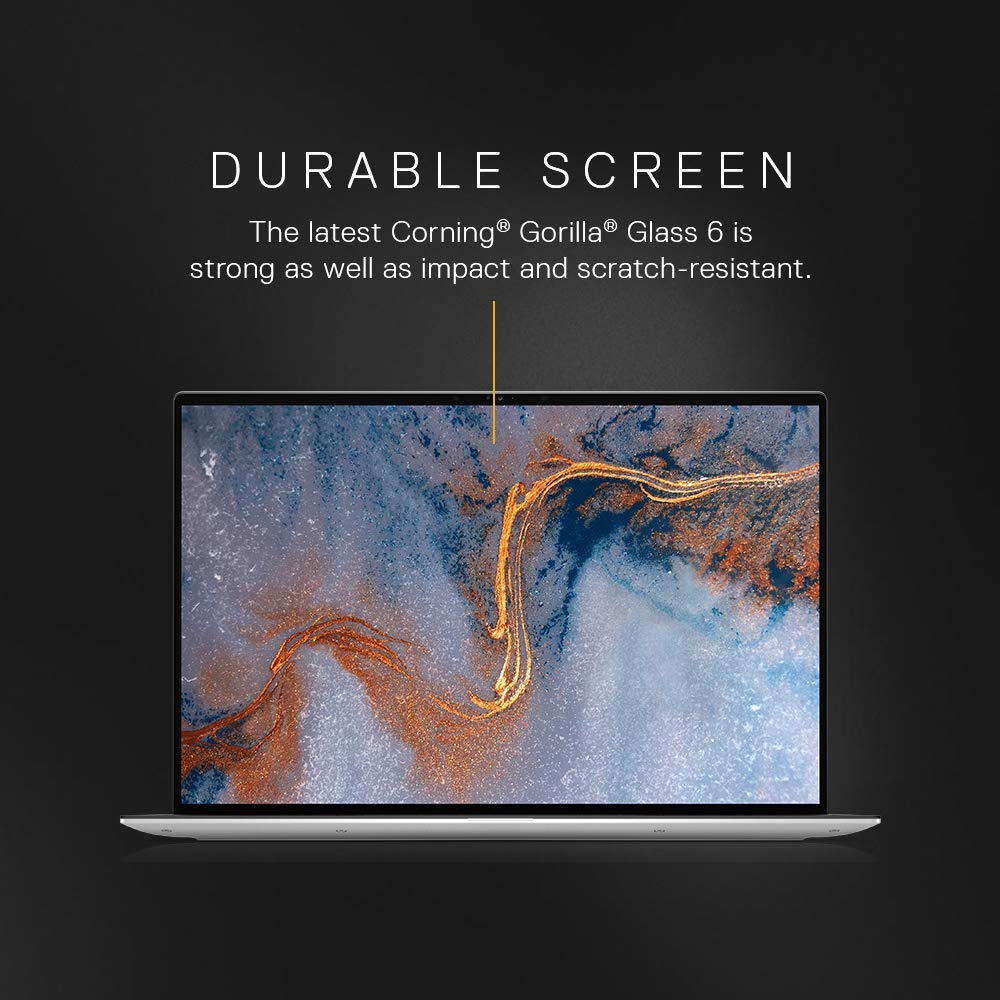 DURABLE SCREEN
The latest Corning® Gorilla® Glass 6 is
strong as well as impact and scratch-resistant.